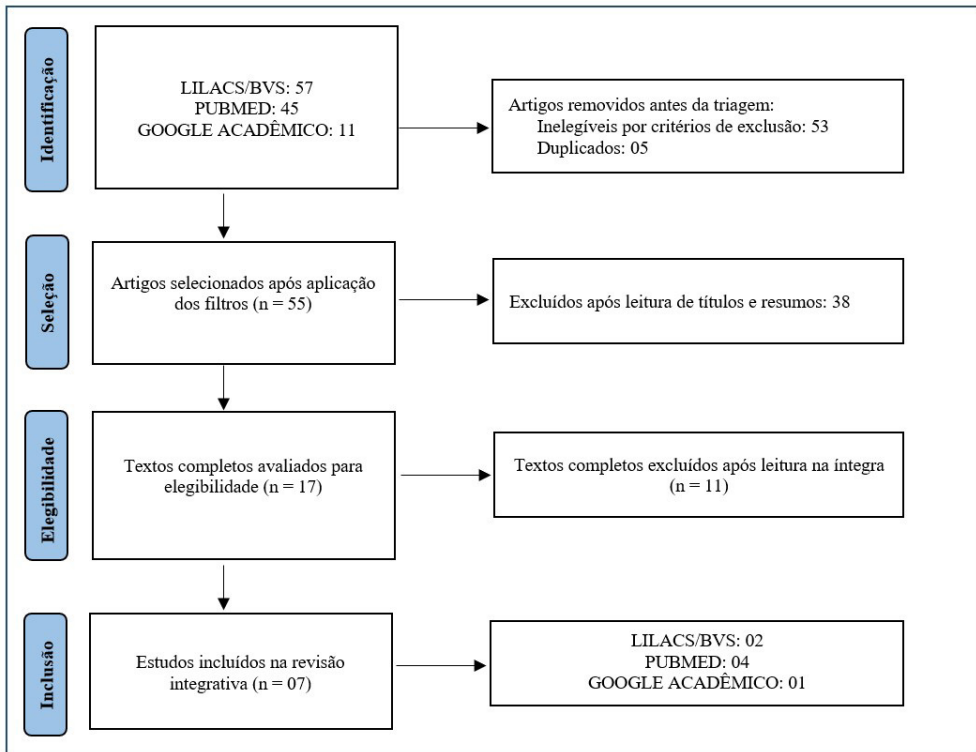 Identificação
LILACS/BVS: 57
PUBMED: 45
GOOGLE ACADÊMICO: 11
Artigos removidos antes da triagem:
Inelegíveis por critérios de exclusão: 53
Duplicados: 05
Seleção
Artigos selecionados após aplicação
dos filtros (n = 55)
Excluídos após leitura de títulos e resumos: 38
Elegibilidade
Textos completos avaliados para
elegibilidade (n = 17)
Textos completos excluídos após leitura na íntegra
(n = 11)
Inclusão
Estudos incluídos na revisão
integrativa (n = 07)
LILACS/BVS: 02
PUBMED: 04
GOOGLE ACADÊMICO: 01